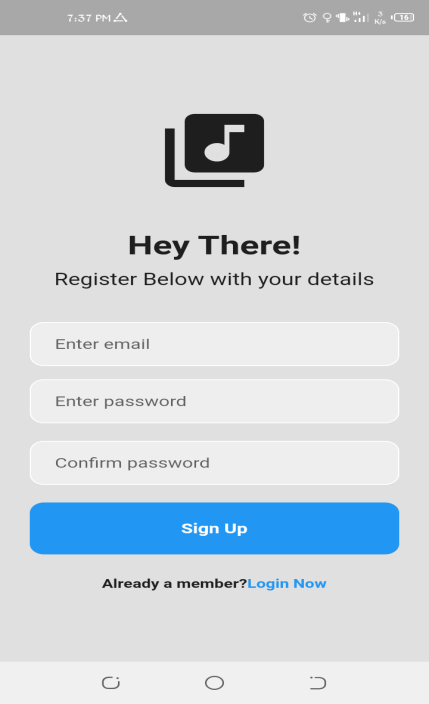 7:37 PM
3
K/s
16
Hey There!
Register Below with your details
Enter email
Enter password
Confirm password
Sign Up
Already a member?Login Now